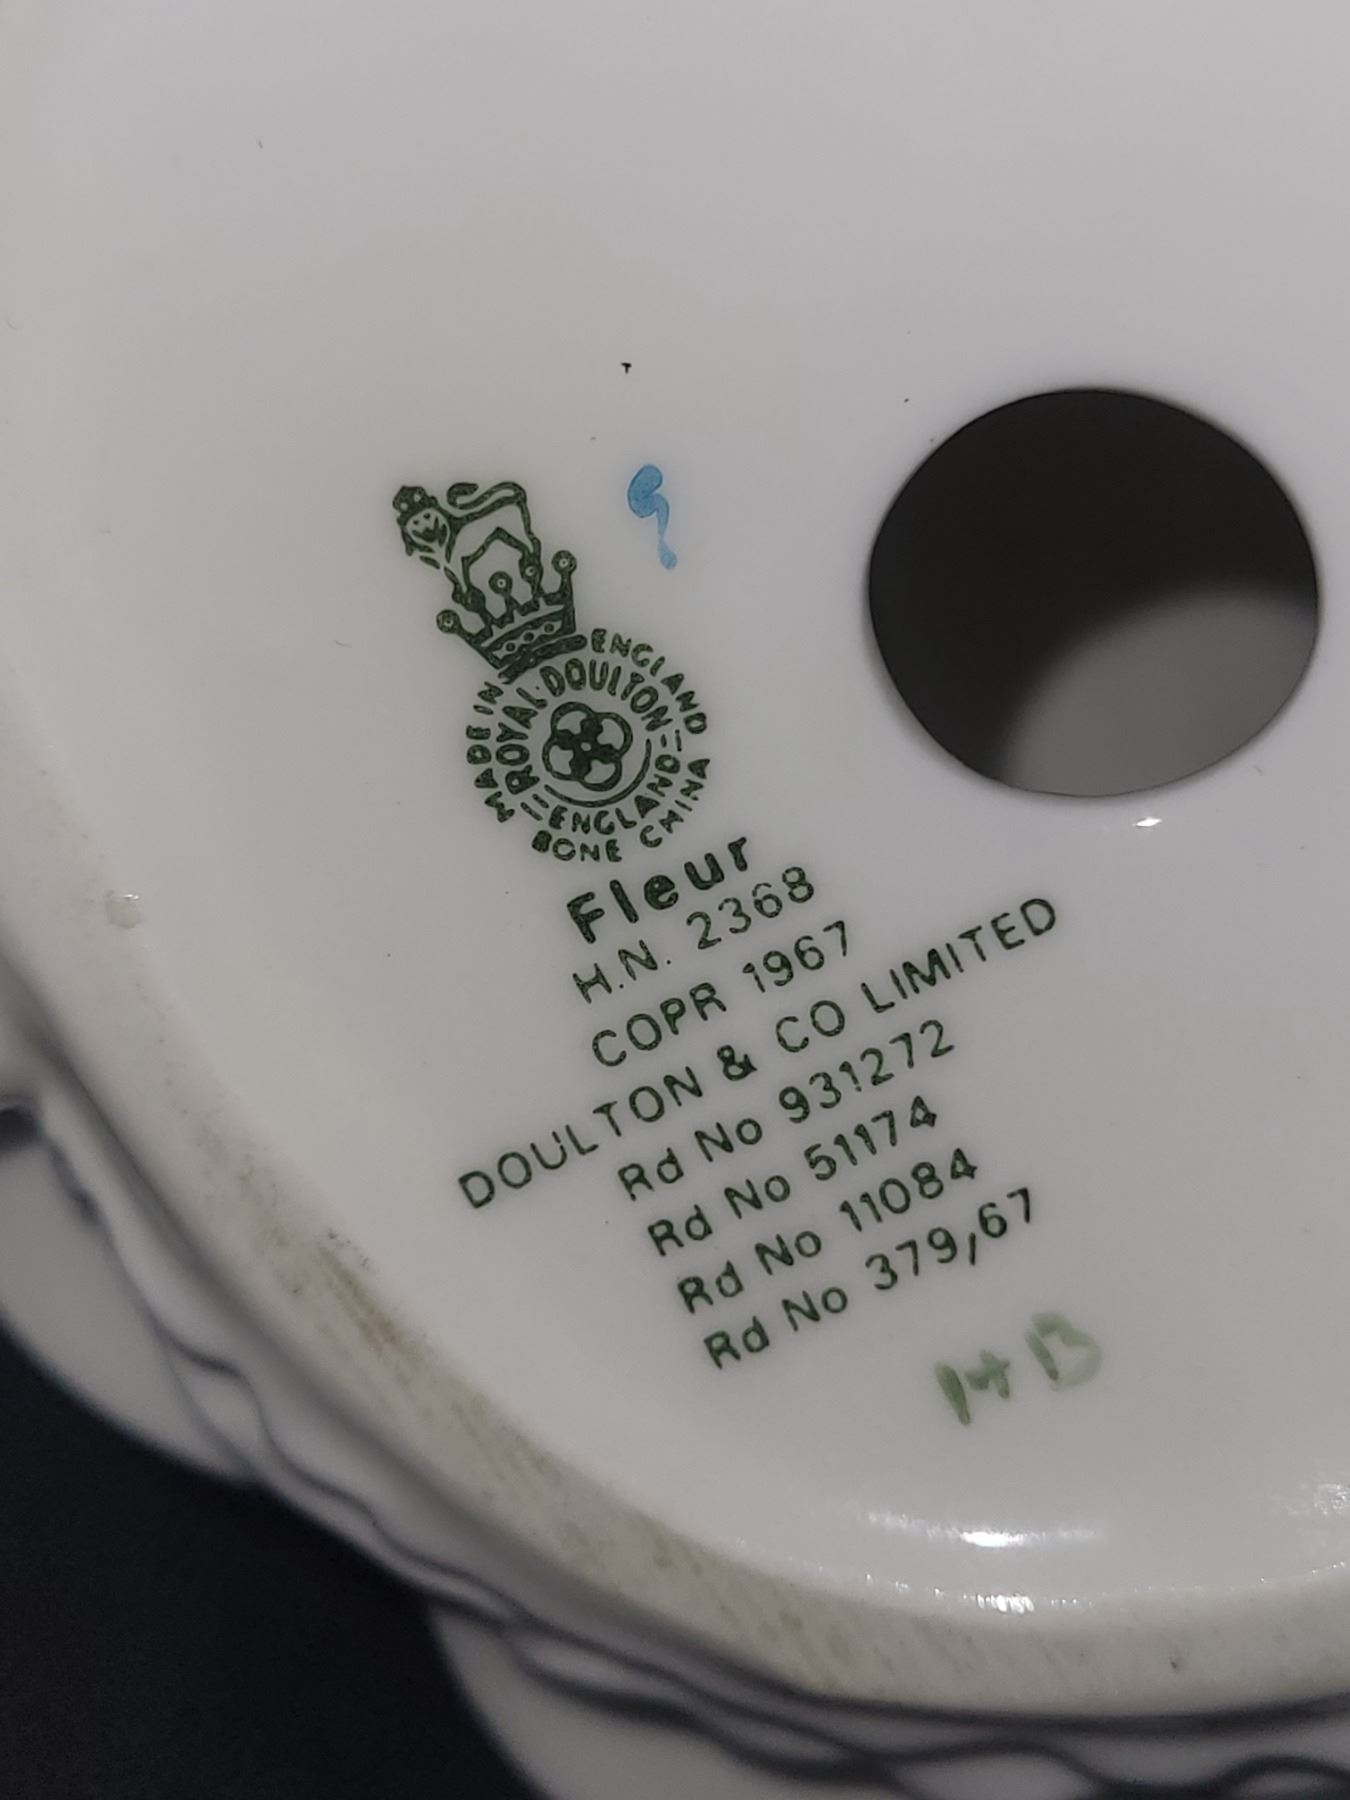 MADE IN ENGLAND
ROYAL DOULTON
ENGLAND
BONE CHINA
Fleur
H.N. 2368
COPR 1967
DOULTON & CO LIMITED
Rd No 931272
Rd No 51174
Rd No 11084
Rd No 379/67